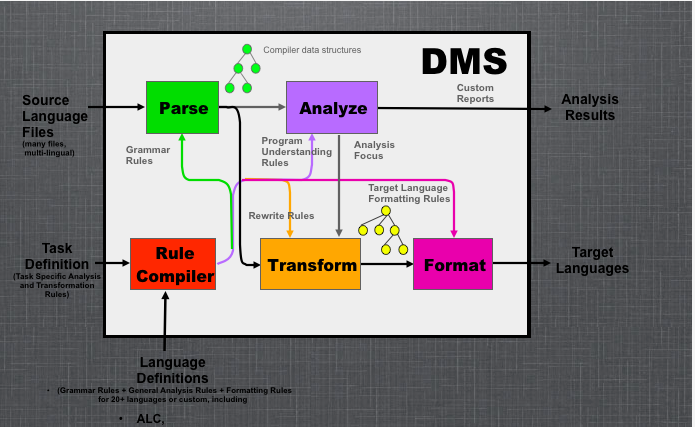 Compiler data structures
DMS
Source
Language
Files
(many files,
multi-lingual)
Parse
Analyze
Custom
Reports
Analysis
Results
Grammar
Rules
Program
Understanding
Rules
Analysis
Focus
Target Language
Formatting Rules
Rewrite Rules
Task
Definition
(Task Specific Analysis
and Transformation
Rules)
Rule
Compiler
Transform
Format
Target
Languages
Language
Definitions
• (Grammar Rules + General Analysis Rules + Formatting Rules
for 20+ languages or custom, including
• ALC,